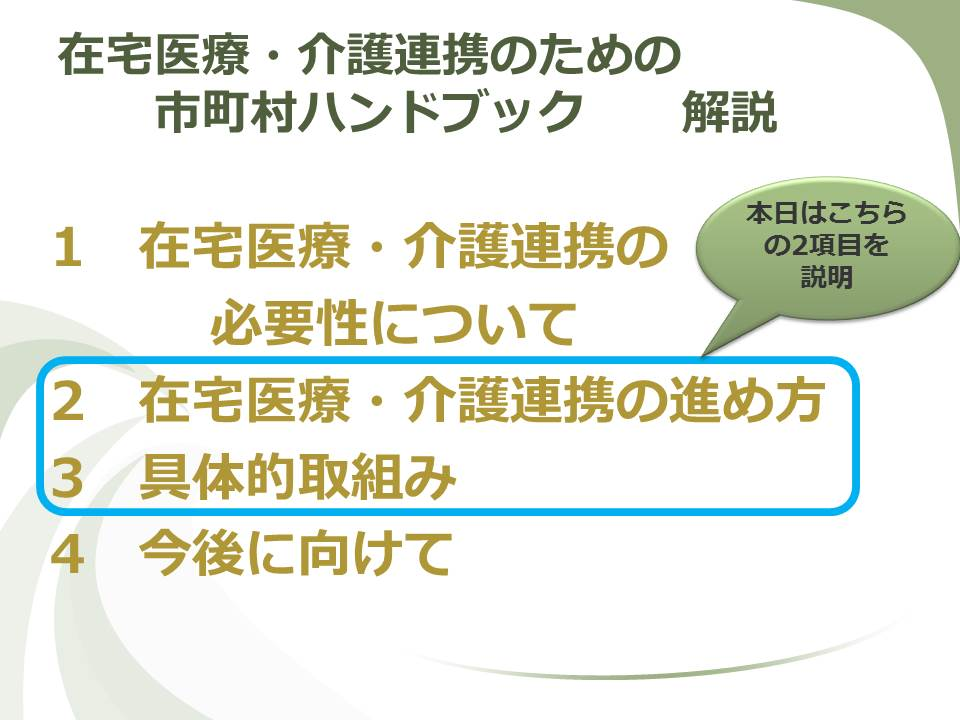 在宅医療・介護連携のための
市町村ハンドブック　　解説
本日はこちら
の2項目を
説明
1　在宅医療・介護連携の
必要性について
2　在宅医療・介護連携の進め方
3　具体的取組み
4　今後に向けて